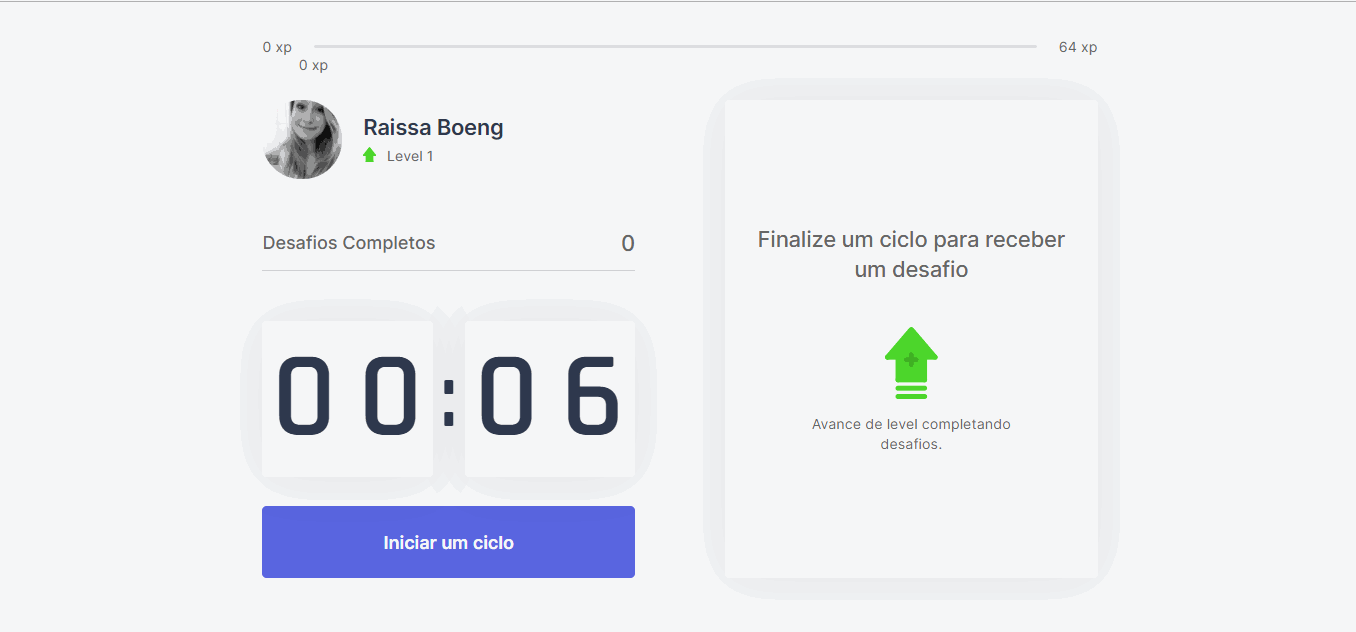 0 xp
64 xp
0 xp
Raissa Boeng
Level 1
Desafios Completos 0
00:06
Iniciar um ciclo
Finalize um ciclo para receber
um desafio
Avance de level completando
desafios.